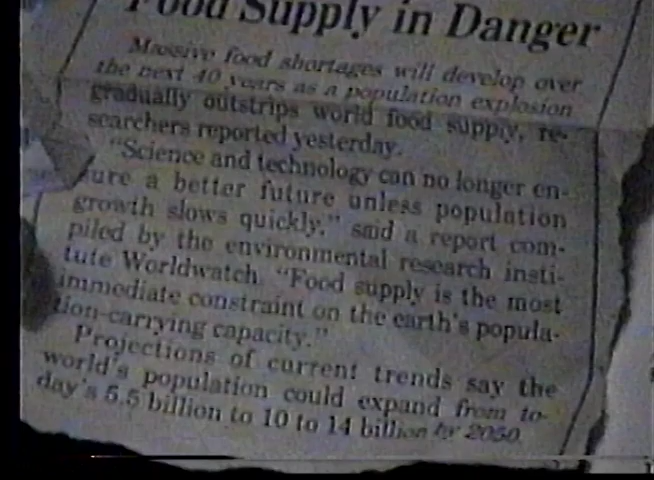 Food Supply in Danger
Massive food shortages will develop over
the next 40 years as a population explosion
gradually outstrips world food supply, re-
searchers reported yesterday.
"Science and technology can no longer en-
sure a better future unless population
growth slows quickly," said a report com-
piled by the environmental research insti-
tute Worldwatch. "Food supply is the most
immediate constraint on the earth's popula-
tion-carrying capacity."
Projections of current trends say the
world's population could expand from to-
day's 5.5 billion to 10 to 14 billion by 2050.